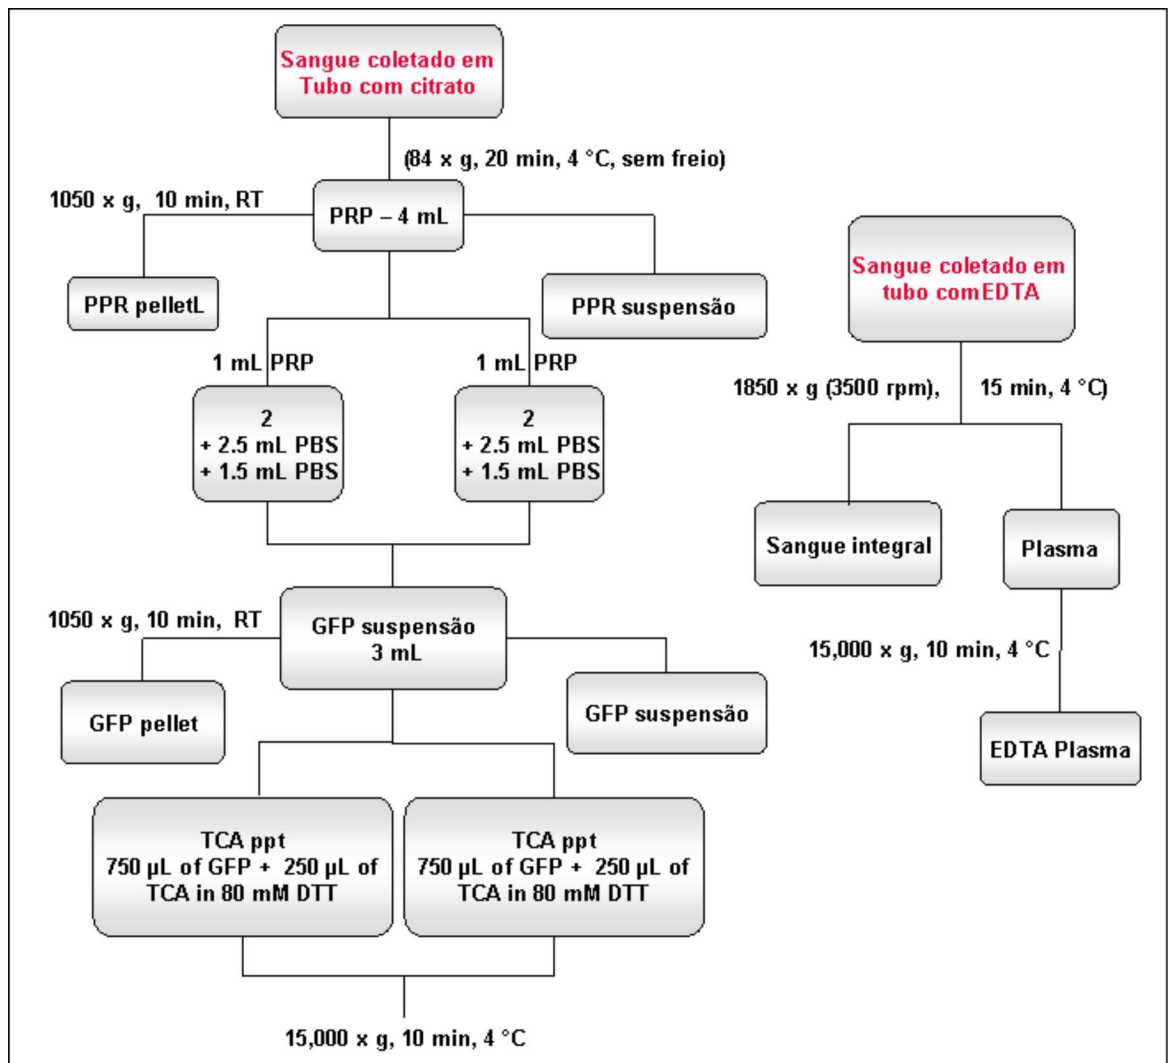 Sangue coletado em
Tubo com citrato
(84 x g, 20 min, 4 °C, sem freio)
1050 x g, 10 min, RT
PRP – 4 mL
PPR pelletL
PPR suspensão
1 mL PRP
1 mL PRP
2
+ 2.5 mL PBS
+ 1.5 mL PBS
2
+ 2.5 mL PBS
+ 1.5 mL PBS
1050 x g, 10 min, RT
GFP suspensão
3 mL
GFP pellet
GFP suspensão
TCA ppt
750 µL of GFP + 250 µL of
TCA in 80 mM DTT
TCA ppt
750 µL of GFP + 250 µL of
TCA in 80 mM DTT
15,000 x g, 10 min, 4 °C
Sangue coletado em
tubo comEDTA
1850 x g (3500 rpm), 15 min, 4 °C)
Sangue integral
Plasma
15,000 x g, 10 min, 4 °C
EDTA Plasma